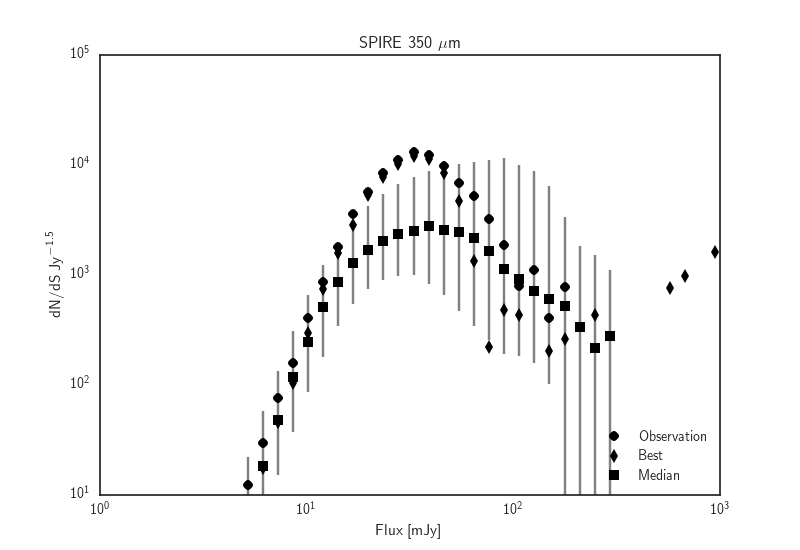 SPIRE 350 μm
10^5
10^4
10^3
10^2
10^1
dN/dS Jy^−1.5
Observation
Best
Median
10^0
10^1
10^2
10^3
Flux [mJy]